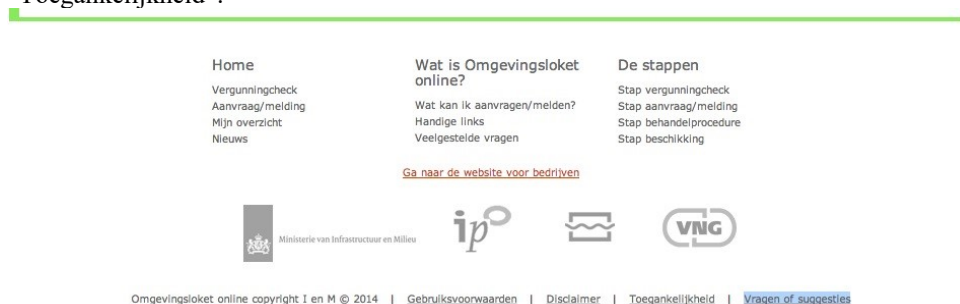 Toegankelijkheid".
Home
Vergunningcheck
Aanvraag/melding
Mijn overzicht
Nieuws
Wat is Omgevingsloket
online?
Wat kan ik aanvragen/melden?
Handige links
Veelgestelde vragen
De stappen
Stap vergunningcheck
Stap aanvraag/melding
Stap behandelprocedure
Stap beschikking
Ga naar de website voor bedrijven
Ministerie van Infrastructuur en Milieu
ip
VNG
Omgevingsloket online copyright I en M © 2014 | Gebruiksvoorwaarden | Disclaimer | Toegankelijkheid | Vragen of suggesties